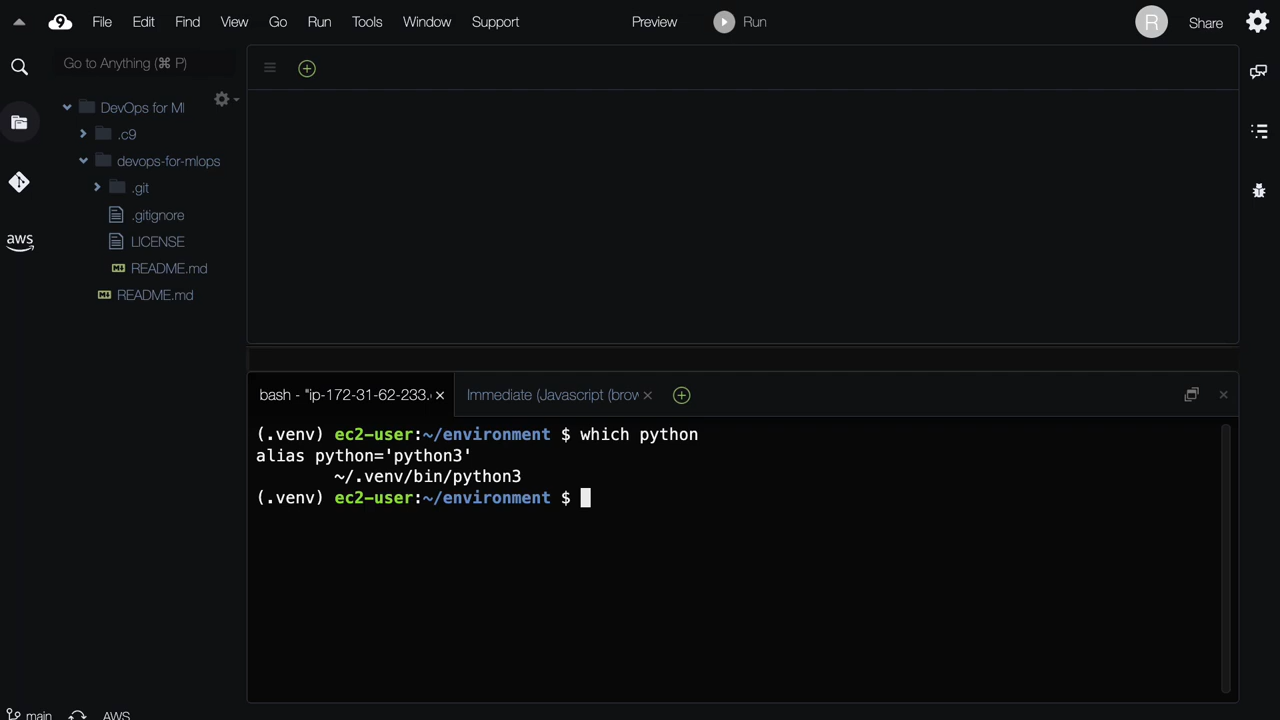 9 File Edit Find View Go Run Tools Window Support Preview Run R Share
Go to Anything (⌘ P)
DevOps for Ml
.c9
devops-for-mlops
.git
.gitignore
LICENSE
README.md
README.md
aws
bash - "ip-172-31-62-233. Immediate (Javascript (brow
(.venv) ec2-user:~/environment $ which python
alias python='python3'
~/.venv/bin/python3
(.venv) ec2-user:~/environment $
main AWS